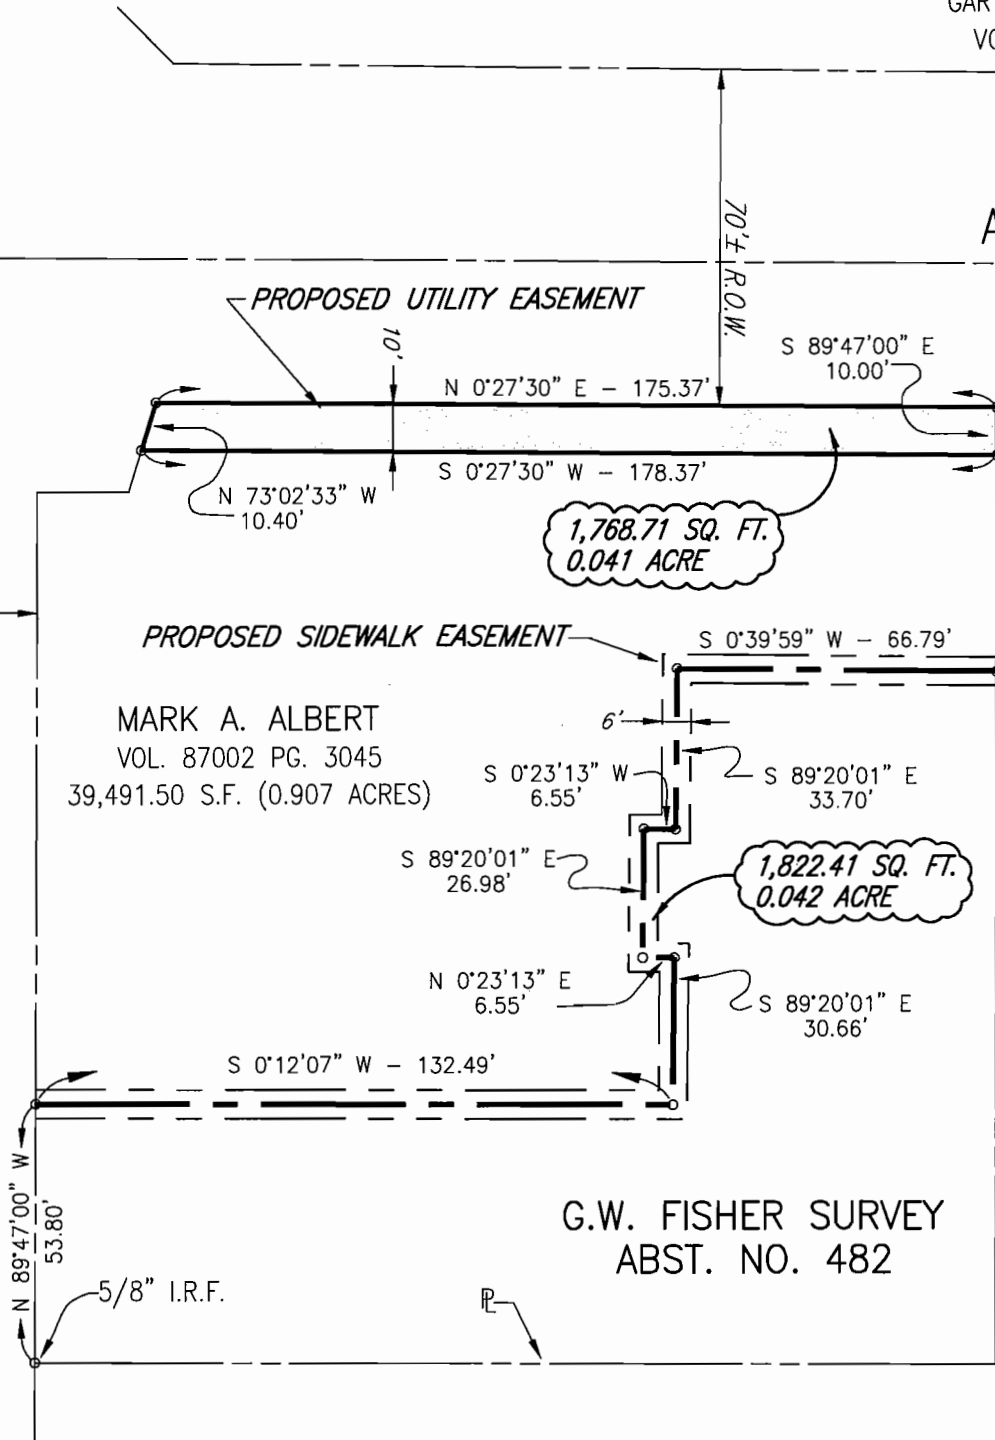 70'± R.O.W.
PROPOSED UTILITY EASEMENT
10'
S 89°47'00" E
10.00'
N 0°27'30" E – 175.37'
S 0°27'30" W – 178.37'
N 73°02'33" W
10.40'
1,768.71 SQ. FT.
0.041 ACRE
PROPOSED SIDEWALK EASEMENT
S 0°39'59" W – 66.79'
MARK A. ALBERT
VOL. 87002 PG. 3045
39,491.50 S.F. (0.907 ACRES)
6'
S 0°23'13" W
6.55'
S 89°20'01" E
33.70'
S 89°20'01" E
26.98'
1,822.41 SQ. FT.
0.042 ACRE
N 0°23'13" E
6.55'
S 89°20'01" E
30.66'
S 0°12'07" W – 132.49'
N 89°47'00" W
53.80'
G.W. FISHER SURVEY
ABST. NO. 482
5/8" I.R.F.
PL